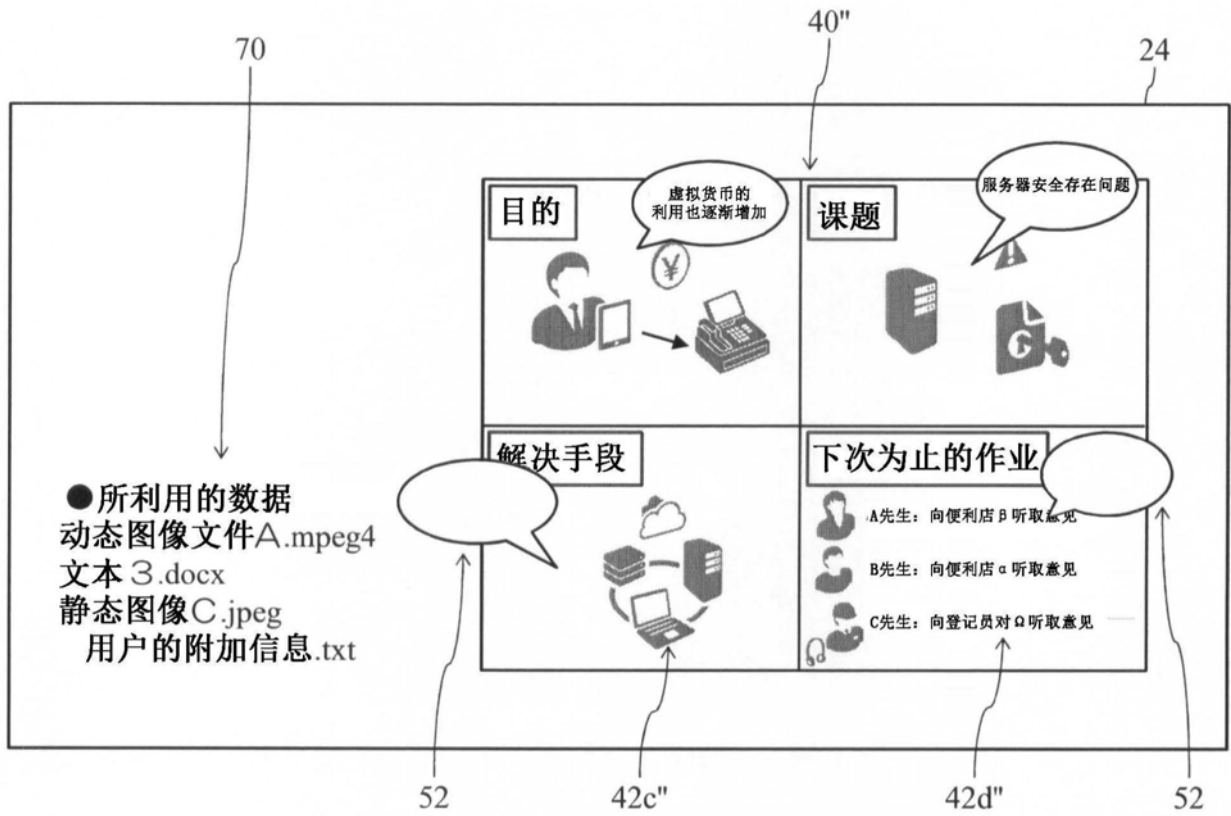 70
40"
24
目的
虚拟货币的
利用也逐渐增加
¥
课题
服务器安全存在问题
解决手段
下次为止的作业
A先生：向便利店β听取意见
B先生：向便利店α听取意见
C先生：向登记员对Ω听取意见
●所利用的数据
动态图像文件A.mpeg4
文本3.docx
静态图像C.jpeg
用户的附加信息.txt
52
42c"
42d"
52